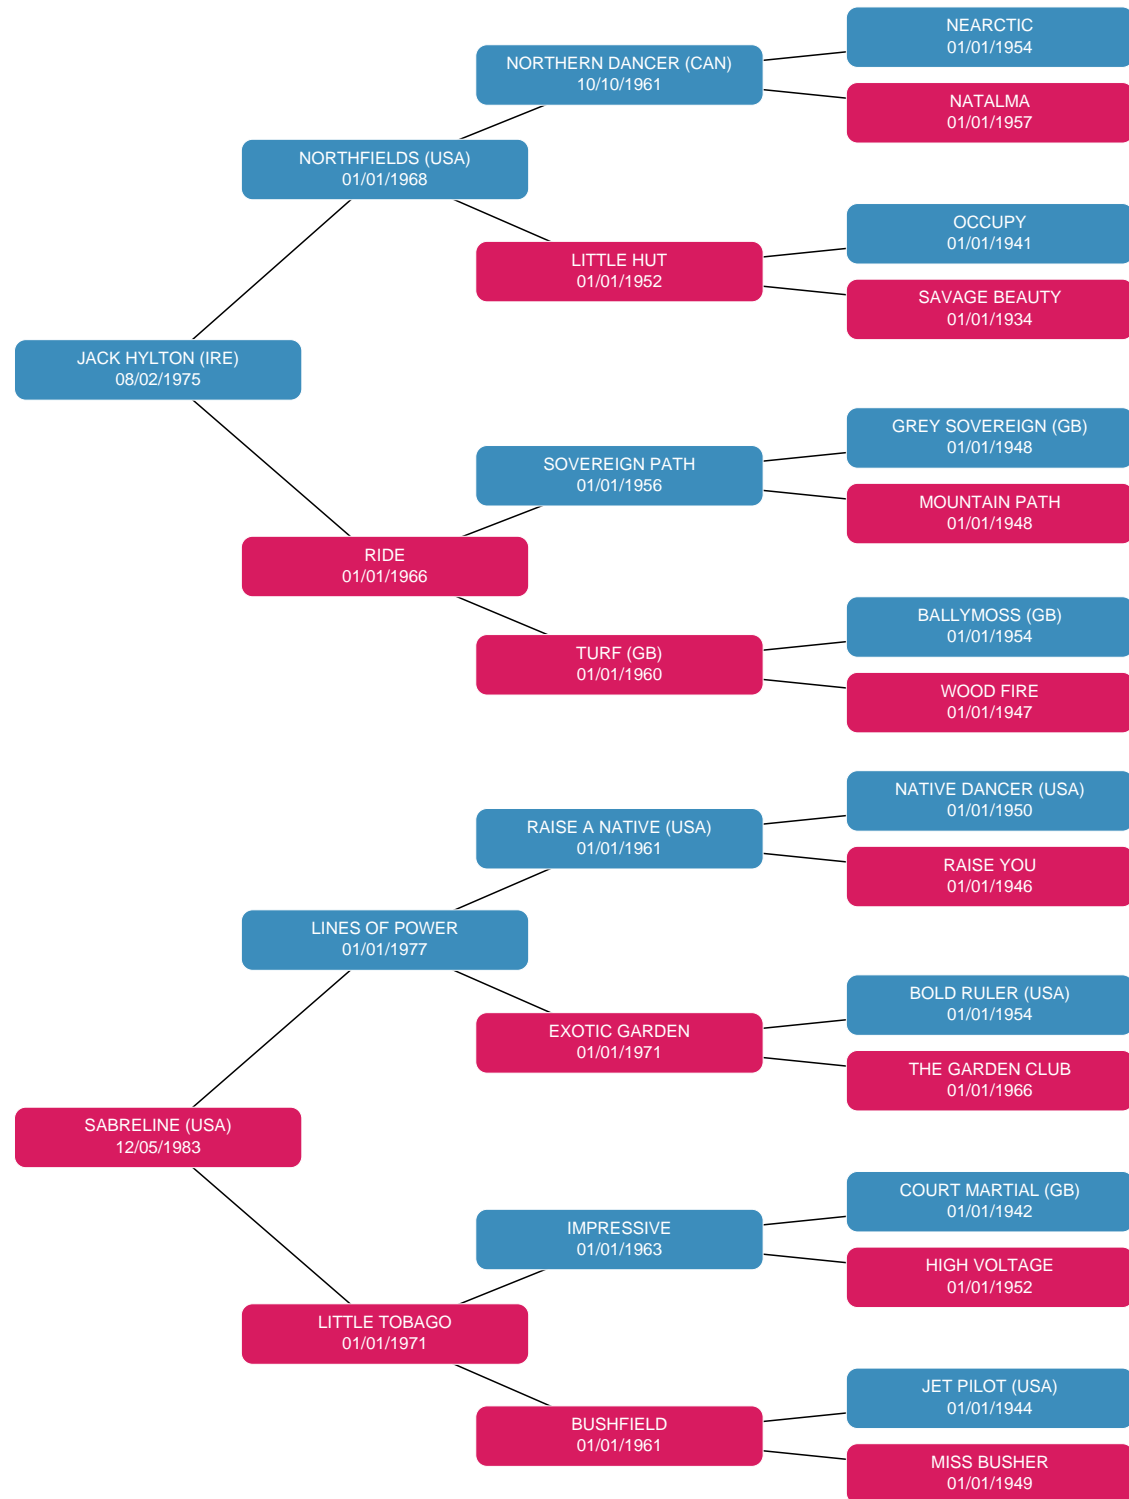 NEARCTIC
01/01/1954
NORTHERN DANCER (CAN)
10/10/1961
NATALMA
01/01/1957
NORTHFIELDS (USA)
01/01/1968
OCCUPY
01/01/1941
LITTLE HUT
01/01/1952
SAVAGE BEAUTY
01/01/1934
JACK HYLTON (IRE)
08/02/1975
GREY SOVEREIGN (GB)
01/01/1948
SOVEREIGN PATH
01/01/1956
MOUNTAIN PATH
01/01/1948
RIDE
01/01/1966
BALLYMOSS (GB)
01/01/1954
TURF (GB)
01/01/1960
WOOD FIRE
01/01/1947
NATIVE DANCER (USA)
01/01/1950
RAISE A NATIVE (USA)
01/01/1961
RAISE YOU
01/01/1946
LINES OF POWER
01/01/1977
BOLD RULER (USA)
01/01/1954
EXOTIC GARDEN
01/01/1971
THE GARDEN CLUB
01/01/1966
SABRELINE (USA)
12/05/1983
COURT MARTIAL (GB)
01/01/1942
IMPRESSIVE
01/01/1963
HIGH VOLTAGE
01/01/1952
LITTLE TOBAGO
01/01/1971
JET PILOT (USA)
01/01/1944
BUSHFIELD
01/01/1961
MISS BUSHER
01/01/1949